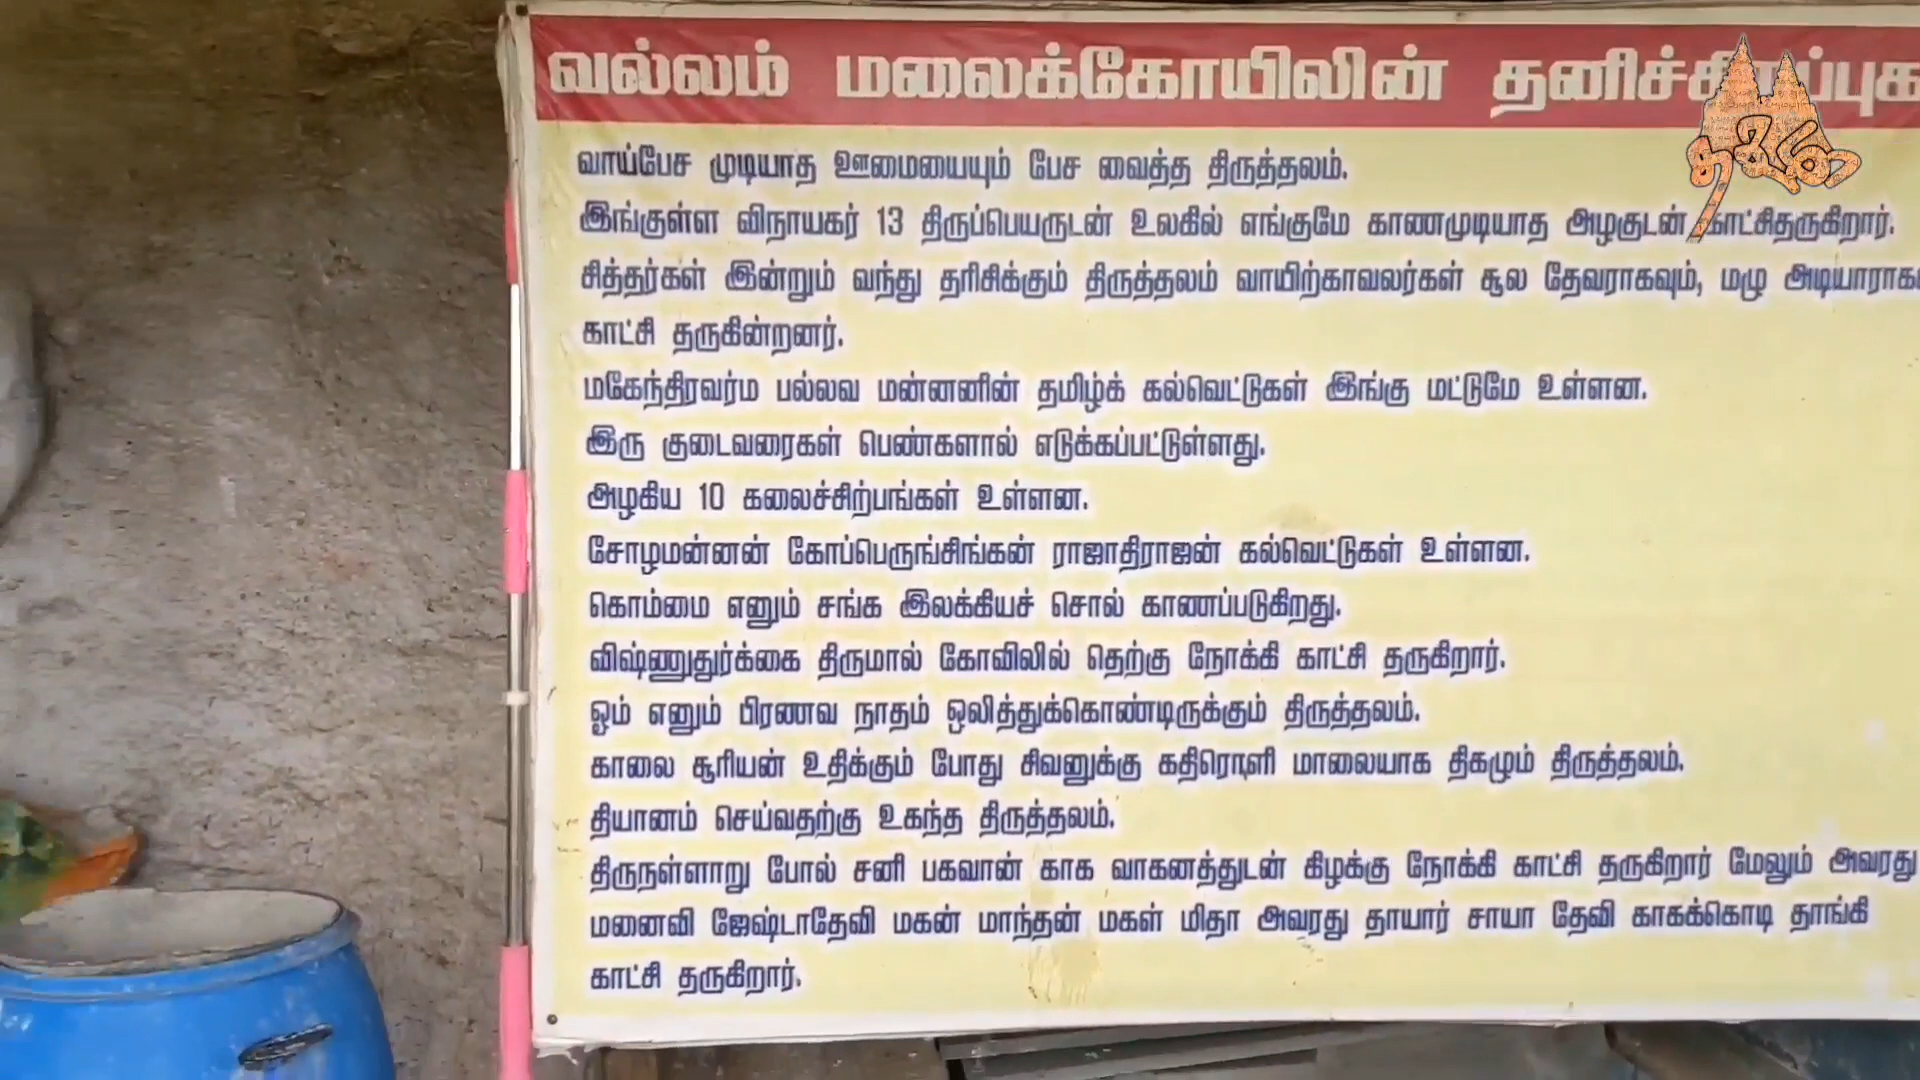 வல்லம் மலைக்கோயிலின்
வாய்பேச முடியாத ஊமையையும் பேச வைத்த திருத்தலம்.
இங்குள்ள விநாயகர் 13 திருப்பெயருடன் உலகில் எங்குமே காணமுடியாத அழகுடன் காட்சிதருகிறார்.
சித்தர்கள் இன்றும் வந்து தரிசிக்கும் திருத்தலம் வாயிற்காவலர்கள் சூல தேவராகவும், மழு
காட்சி தருகின்றனர்.
மகேந்திரவர்ம பல்லவ மன்னனின் தமிழ்க் கல்வெட்டுகள் இங்கு மட்டுமே உள்ளன.
இரு குடைவரைகள் பெண்களால் எடுக்கப்பட்டுள்ளது.
அழகிய 10 கலைச்சிற்பங்கள் உள்ளன.
சோழமன்னன் கோப்பெருங்சிங்கன் ராஜாதிராஜன் கல்வெட்டுகள் உள்ளன.
கொம்மை எனும் சங்க இலக்கியச் சொல் காணப்படுகிறது.
விஷ்ணுதுர்க்கை திருமால் கோவிலில் தெற்கு நோக்கி காட்சி தருகிறார்.
ஓம் எனும் பிரணவ நாதம் ஒலித்துக்கொண்டிருக்கும் திருத்தலம்.
காலை சூரியன் உதிக்கும் போது சிவனுக்கு கதிரொளி மாலையாக திகழும் திருத்தலம்.
தியானம் செய்வதற்கு உகந்த திருத்தலம்.
திருநள்ளாறு போல் சனி பகவான் காக வாகனத்துடன் கிழக்கு நோக்கி காட்சி தருகிறார் மேலும் அவரது
மனைவி ஜேஷ்டாதேவி மகன் மாந்தன் மகள் மிதா அவரது தாயார் சாயா தேவி காகக்கொடி தாங்கி
காட்சி தருகிறார்.